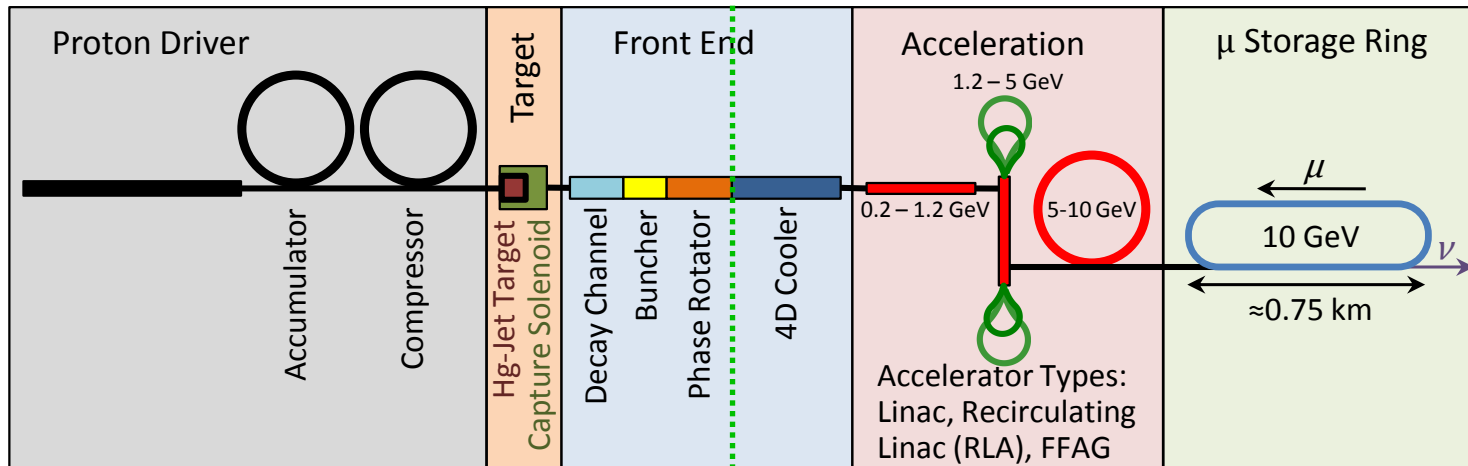 Proton Driver
Accumulator
Compressor
Target
Hg-Jet Target
Capture Solenoid
Front End
Decay Channel
Buncher
Phase Rotator
4D Cooler
Acceleration
1.2 – 5 GeV
0.2 – 1.2 GeV
5-10 GeV
Accelerator Types:
Linac, Recirculating
Linac (RLA), FFAG
μ Storage Ring
μ
10 GeV
ν
≈0.75 km